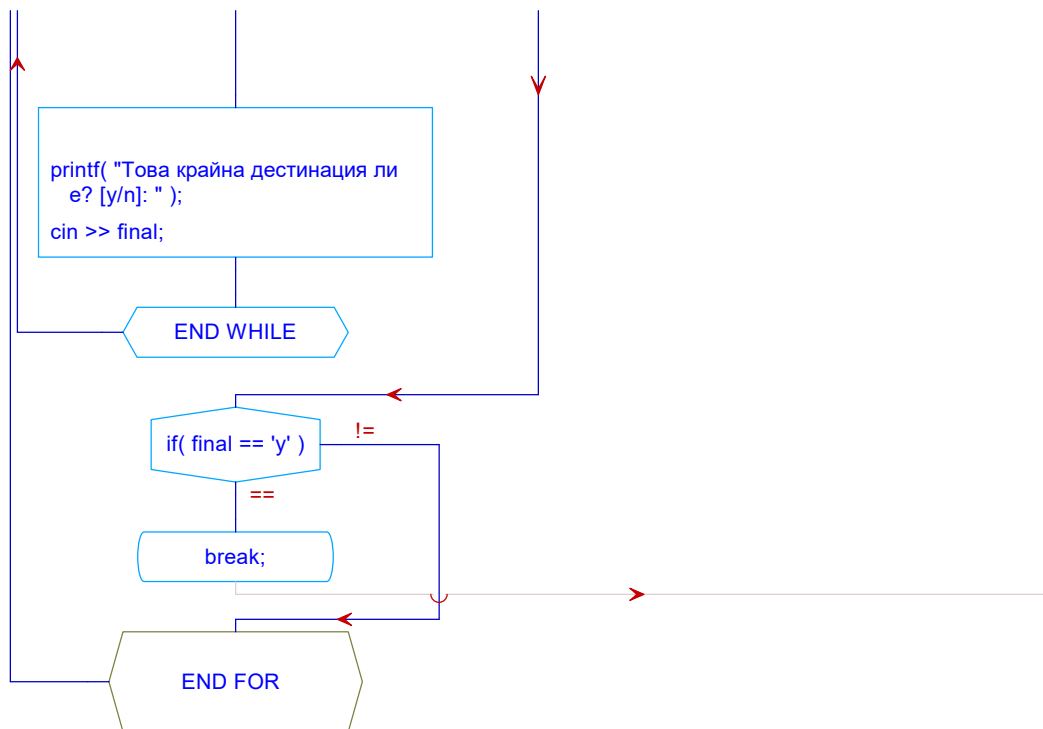 printf( "Това крайна дестинация ли
е? [y/n]: " );
cin >> final;
END WHILE
if( final == 'y' )
!=
==
break;
END FOR